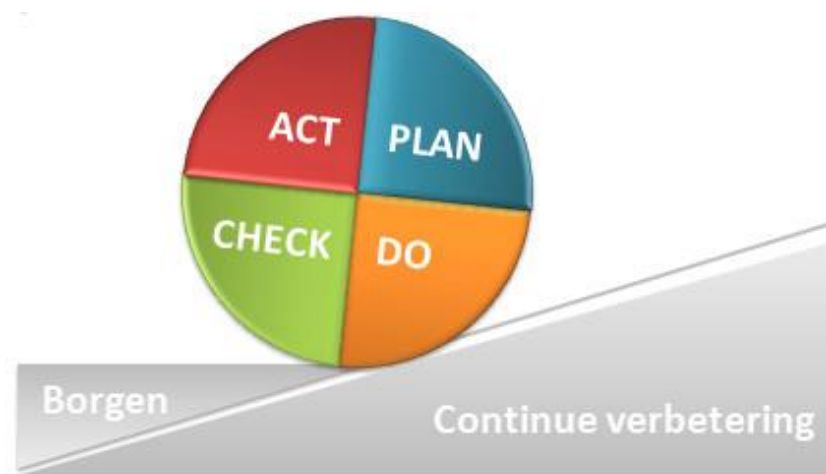 ACT
PLAN
CHECK
DO
Borgen
Continue verbetering